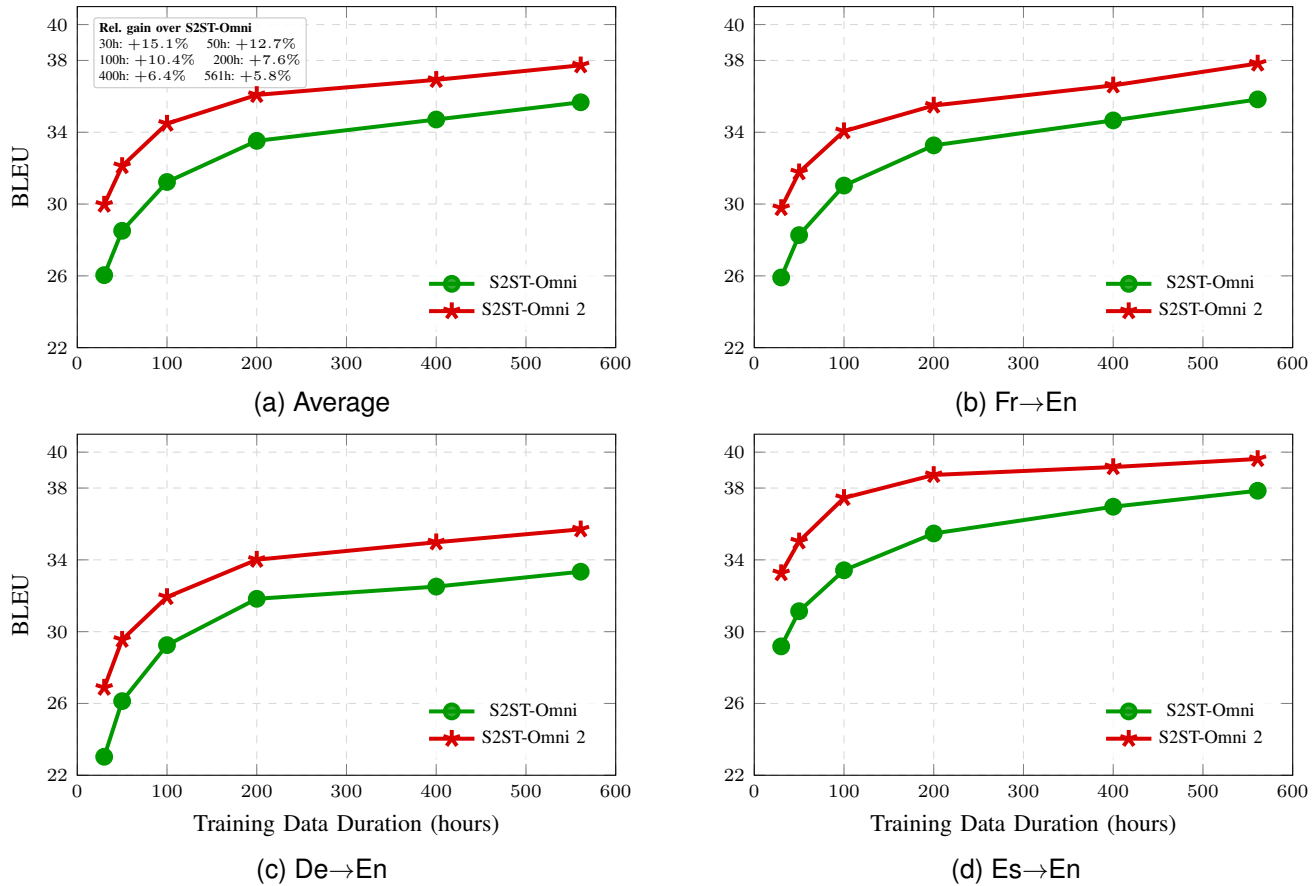 40
38
34
30
26
22
BLEU
Rel. gain over S2ST-Omni
30h: +15.1% 50h: +12.7%
100h: +10.4% 200h: +7.6%
400h: +6.4% 561h: +5.8%
S2ST-Omni
S2ST-Omni 2
0 100 200 300 400 500 600
(a) Average
40
38
34
30
26
22
S2ST-Omni
S2ST-Omni 2
0 100 200 300 400 500 600
(b) Fr→En
40
38
34
30
26
22
BLEU
S2ST-Omni
S2ST-Omni 2
0 100 200 300 400 500 600
Training Data Duration (hours)
(c) De→En
40
38
34
30
26
22
S2ST-Omni
S2ST-Omni 2
0 100 200 300 400 500 600
Training Data Duration (hours)
(d) Es→En